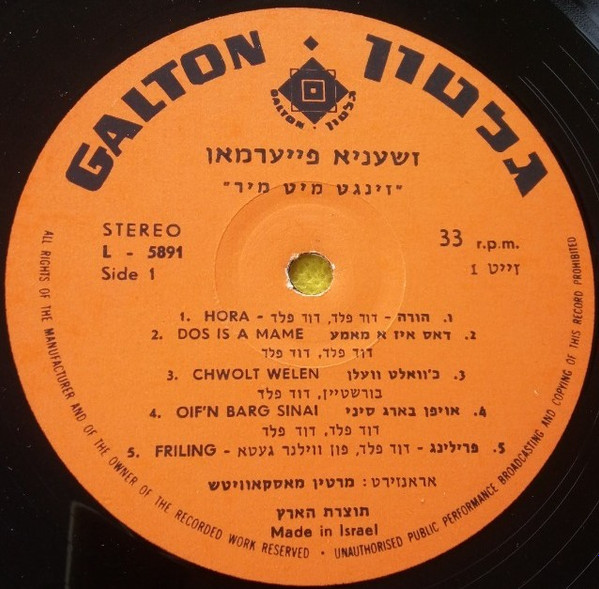 GALTON • גלטון
GALTON • גלטון
זשעניא פייערמאן
"זינגט מיט מיר"
STEREO
L - 5891
Side 1
33 r.p.m.
זייט 1
1. HORA - הורה - דוד פלד, דוד פלד .1
2. DOS IS A MAME דאס איז א מאמע .2
דוד פלד, דוד פלד
3. CHWOLT WELEN כ'וואלט וועלן .3
בורשטיין, דוד פלד
4. OIF'N BARG SINAI אויפן בארג סיני .4
דוד פלד, דוד פלד
5. FRILING - פרילינג - דוד פלד, פון ווילנר געטא .5
אראנזירט: מרטין מאסקאוויטש
תוצרת הארץ
Made in Israel
ALL RIGHTS OF THE MANUFACTURER AND OF THE OWNER OF THE RECORDED WORK RESERVED • UNAUTHORISED PUBLIC PERFORMANCE BROADCASTING AND COPYING OF THIS RECORD PROHIBITED